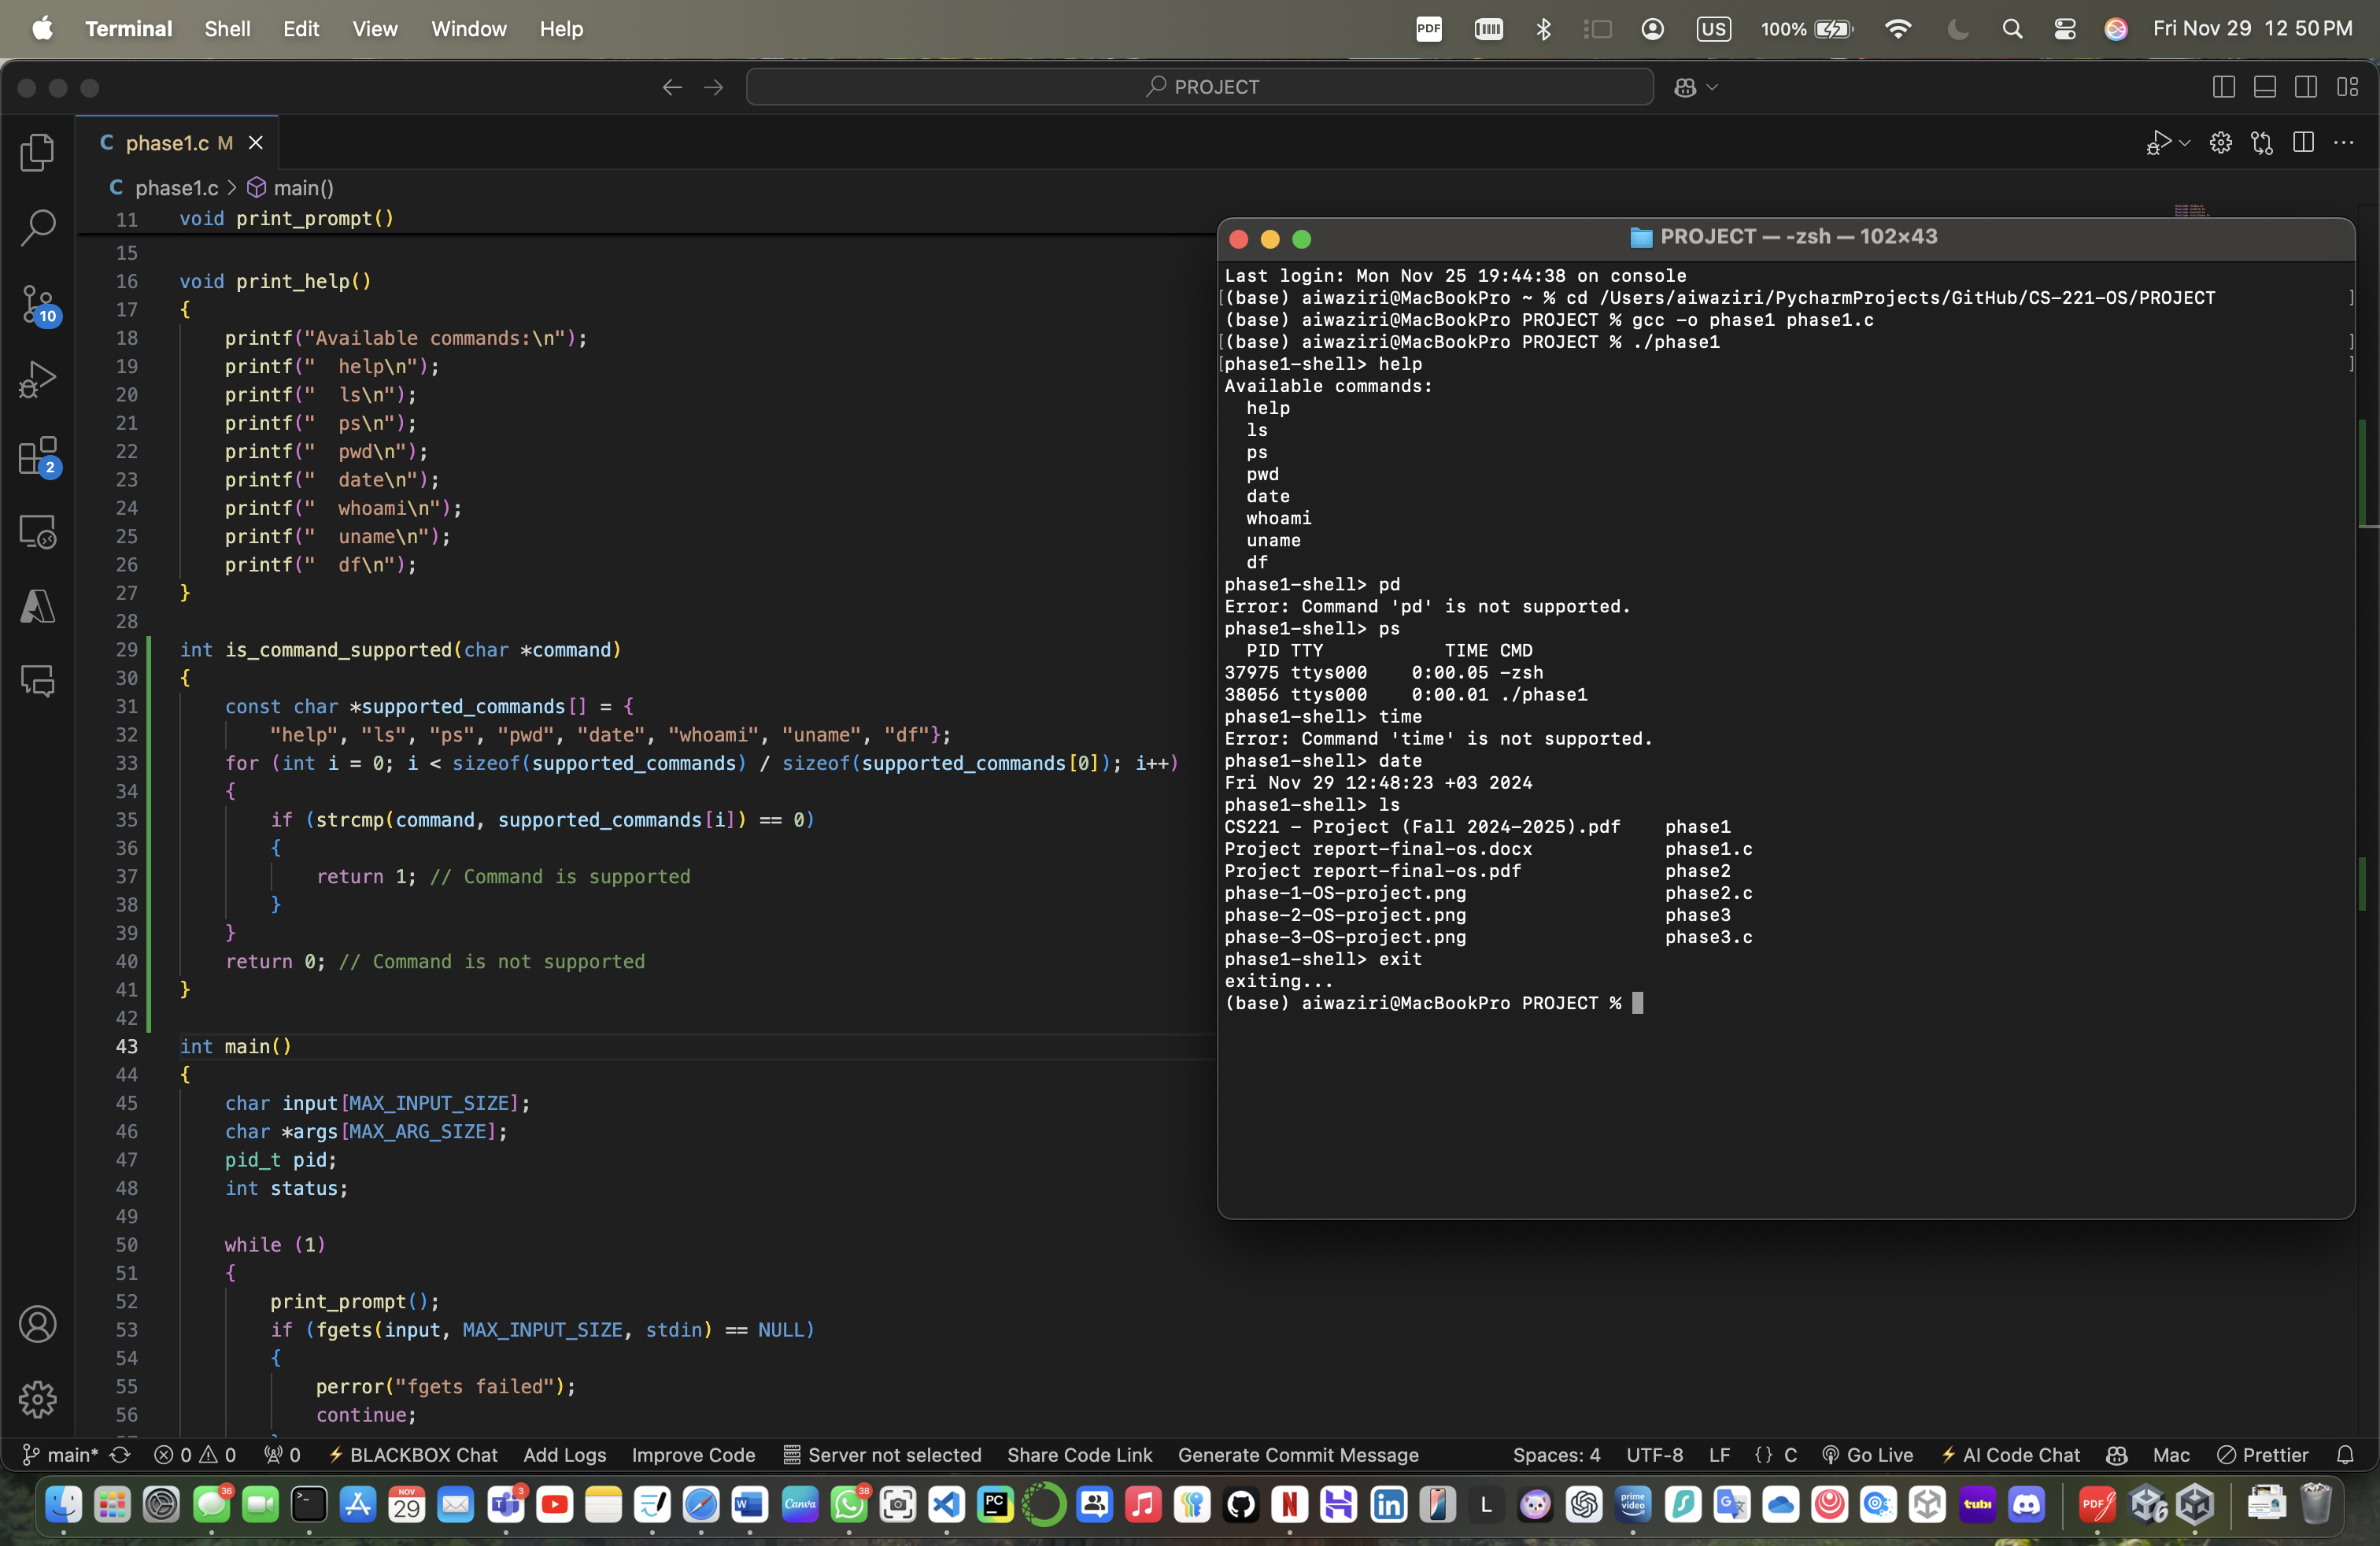 Terminal Shell Edit View Window Help PDF US 100% Fri Nov 29 12 50 PM
PROJECT
C phase1.c M
C phase1.c > main()
11 void print_prompt()
15
16 void print_help()
17 {
18 printf("Available commands:\n");
19 printf("  help\n");
20 printf("  ls\n");
21 printf("  ps\n");
22 printf("  pwd\n");
23 printf("  date\n");
24 printf("  whoami\n");
25 printf("  uname\n");
26 printf("  df\n");
27 }
28
29 int is_command_supported(char *command)
30 {
31 const char *supported_commands[] = {
32 "help", "ls", "ps", "pwd", "date", "whoami", "uname", "df"};
33 for (int i = 0; i < sizeof(supported_commands) / sizeof(supported_commands[0]); i++)
34 {
35 if (strcmp(command, supported_commands[i]) == 0)
36 {
37 return 1; // Command is supported
38 }
39 }
40 return 0; // Command is not supported
41 }
42
43 int main()
44 {
45 char input[MAX_INPUT_SIZE];
46 char *args[MAX_ARG_SIZE];
47 pid_t pid;
48 int status;
49
50 while (1)
51 {
52 print_prompt();
53 if (fgets(input, MAX_INPUT_SIZE, stdin) == NULL)
54 {
55 perror("fgets failed");
56 continue;
10
2
PROJECT — -zsh — 102×43
Last login: Mon Nov 25 19:44:38 on console
[(base) aiwaziri@MacBookPro ~ % cd /Users/aiwaziri/PycharmProjects/GitHub/CS-221-OS/PROJECT ]
(base) aiwaziri@MacBookPro PROJECT % gcc -o phase1 phase1.c
[(base) aiwaziri@MacBookPro PROJECT % ./phase1 ]
[phase1-shell> help ]
Available commands:
help
ls
ps
pwd
date
whoami
uname
df
phase1-shell> pd
Error: Command 'pd' is not supported.
phase1-shell> ps
PID TTY TIME CMD
37975 ttys000 0:00.05 -zsh
38056 ttys000 0:00.01 ./phase1
phase1-shell> time
Error: Command 'time' is not supported.
phase1-shell> date
Fri Nov 29 12:48:23 +03 2024
phase1-shell> ls
CS221 - Project (Fall 2024-2025).pdf phase1
Project report-final-os.docx phase1.c
Project report-final-os.pdf phase2
phase-1-OS-project.png phase2.c
phase-2-OS-project.png phase3
phase-3-OS-project.png phase3.c
phase1-shell> exit
exiting...
(base) aiwaziri@MacBookPro PROJECT %
main* 0 0 0 BLACKBOX Chat Add Logs Improve Code Server not selected Share Code Link Generate Commit Message Spaces: 4 UTF-8 LF {} C Go Live AI Code Chat Mac Prettier
36 NOV 29 3 W Canva 38 PC N in L prime video tubi PDF 6